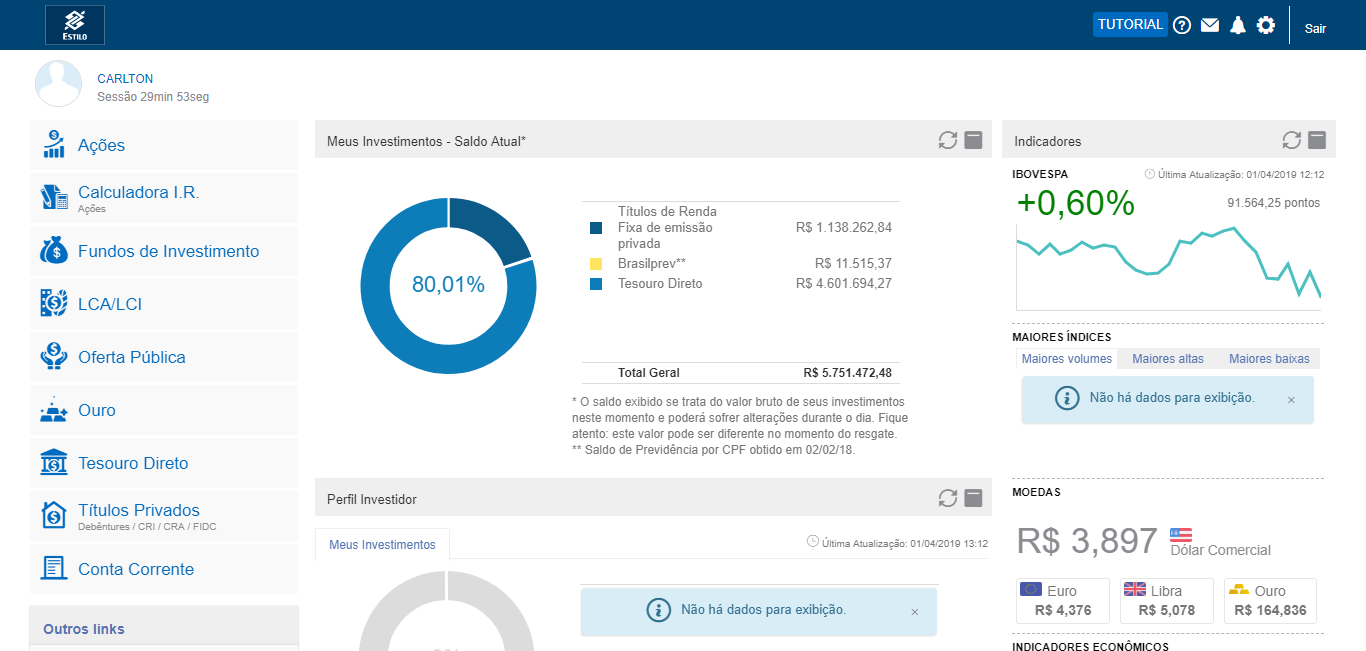 ESTILO
TUTORIAL
Sair
CARLTON
Sessão 29min 53seg
Ações
Calculadora I.R.
Ações
Fundos de Investimento
LCA/LCI
Oferta Pública
Ouro
Tesouro Direto
Títulos Privados
Debêntures / CRI / CRA / FIDC
Conta Corrente
Outros links
Meus Investimentos - Saldo Atual*
80,01%
Títulos de Renda
Fixa de emissão R$ 1.138.262,84
privada
Brasilprev** R$ 11.515,37
Tesouro Direto R$ 4.601.694,27
Total Geral R$ 5.751.472,48
* O saldo exibido se trata do valor bruto de seus investimentos
neste momento e poderá sofrer alterações durante o dia. Fique
atento: este valor pode ser diferente no momento do resgate.
** Saldo de Previdência por CPF obtido em 02/02/18.
Perfil Investidor
Meus Investimentos
Última Atualização: 01/04/2019 13:12
Não há dados para exibição. ×
Indicadores
IBOVESPA Última Atualização: 01/04/2019 12:12
+0,60% 91.564,25 pontos
MAIORES ÍNDICES
Maiores volumes Maiores altas Maiores baixas
Não há dados para exibição. ×
MOEDAS
R$ 3,897 Dólar Comercial
Euro Libra Ouro
R$ 4,376 R$ 5,078 R$ 164,836
INDICADORES ECONÔMICOS